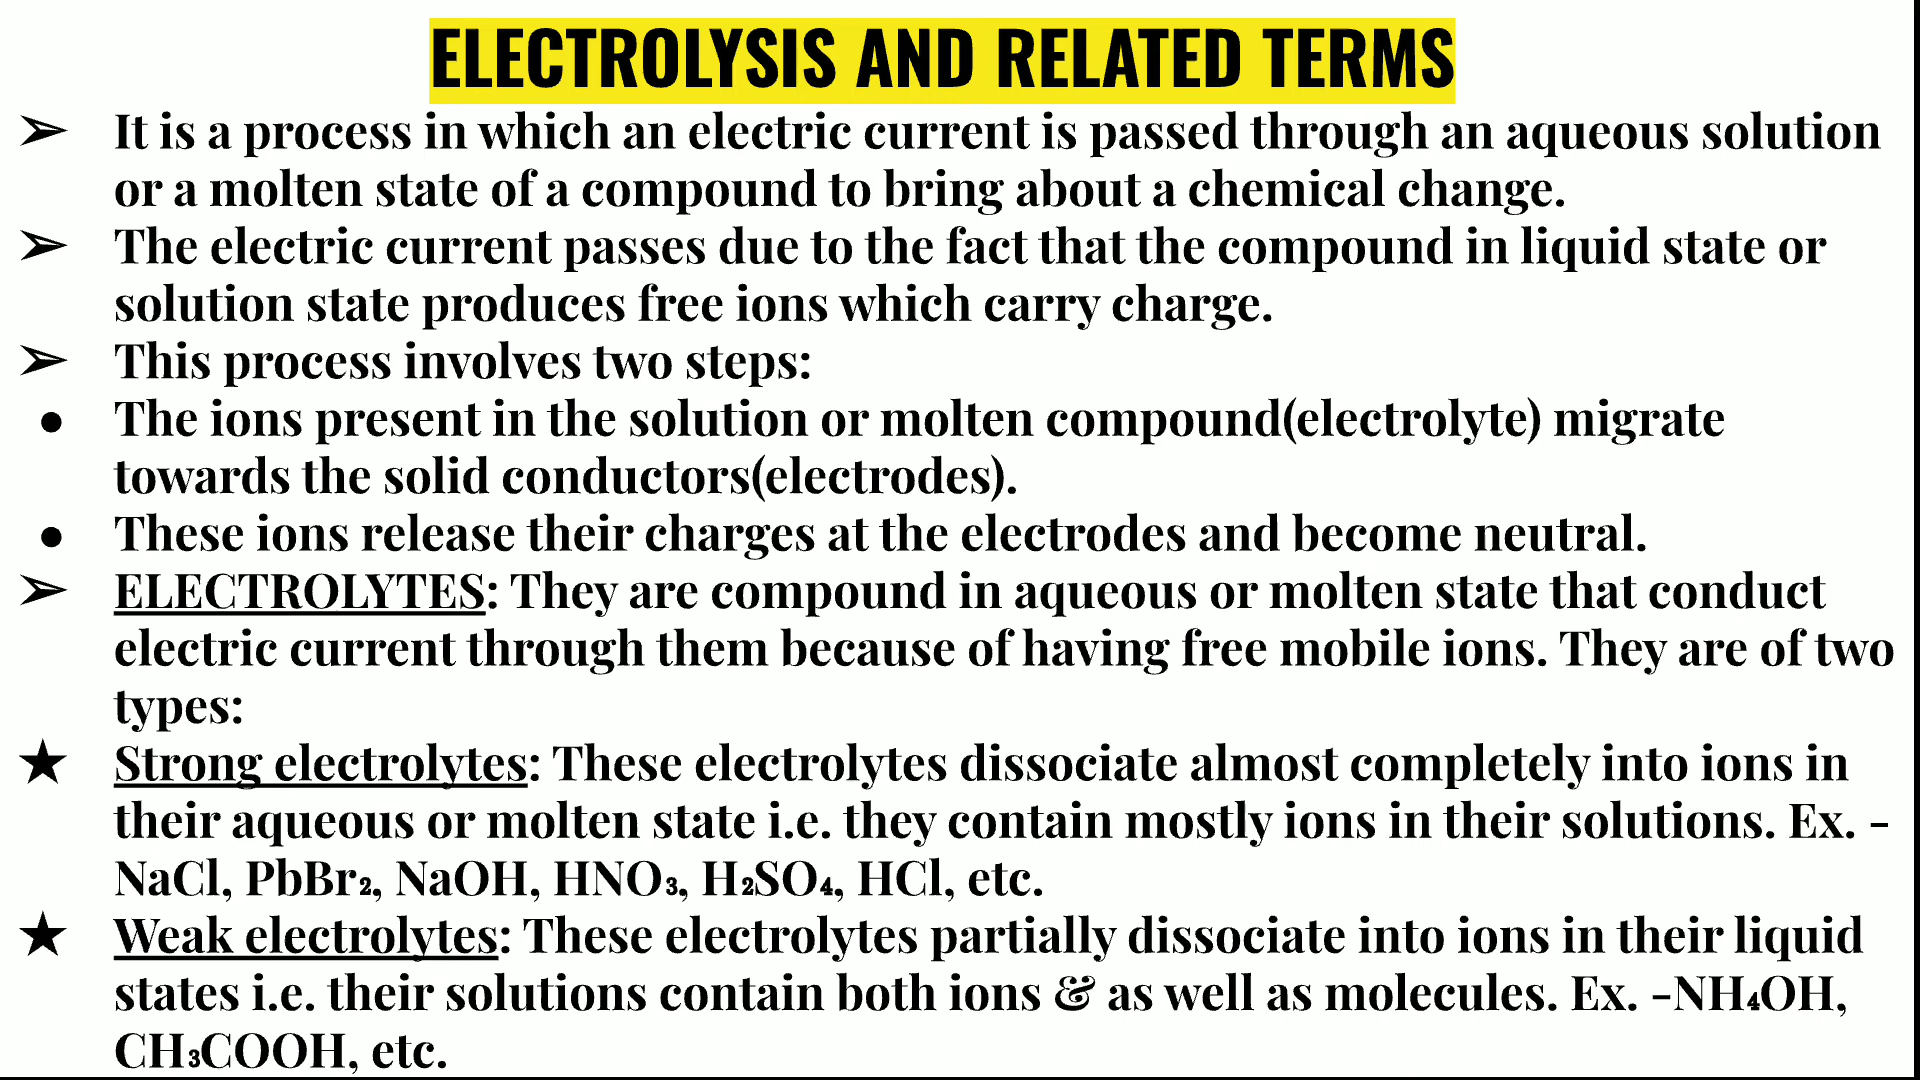 ELECTROLYSIS AND RELATED TERMS
➢ It is a process in which an electric current is passed through an aqueous solution
or a molten state of a compound to bring about a chemical change.
➢ The electric current passes due to the fact that the compound in liquid state or
solution state produces free ions which carry charge.
➢ This process involves two steps:
● The ions present in the solution or molten compound(electrolyte) migrate
towards the solid conductors(electrodes).
● These ions release their charges at the electrodes and become neutral.
➢ ELECTROLYTES: They are compound in aqueous or molten state that conduct
electric current through them because of having free mobile ions. They are of two
types:
★ Strong electrolytes: These electrolytes dissociate almost completely into ions in
their aqueous or molten state i.e. they contain mostly ions in their solutions. Ex. -
NaCl, PbBr₂, NaOH, HNO₃, H₂SO₄, HCl, etc.
★ Weak electrolytes: These electrolytes partially dissociate into ions in their liquid
states i.e. their solutions contain both ions & as well as molecules. Ex. -NH₄OH,
CH₃COOH, etc.